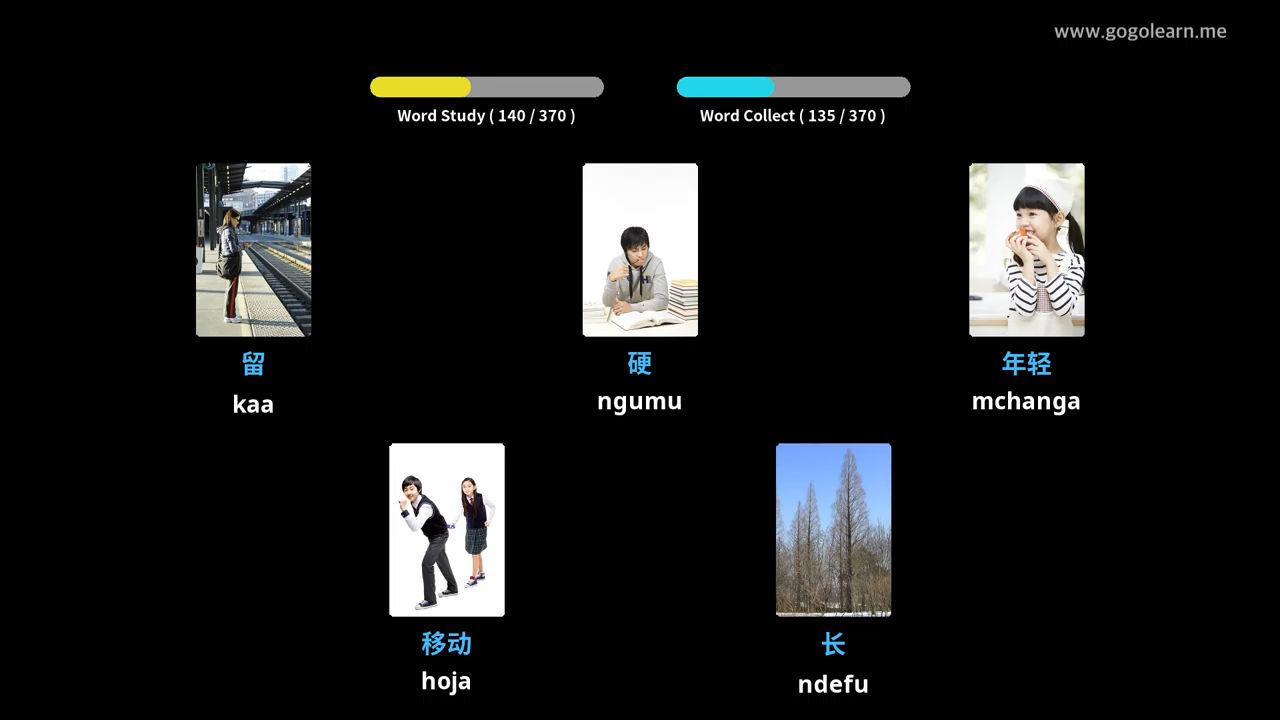 www.gogolearn.me
Word Study ( 140 / 370 )
Word Collect ( 135 / 370 )
留
kaa
硬
ngumu
年轻
mchanga
移动
hoja
长
ndefu